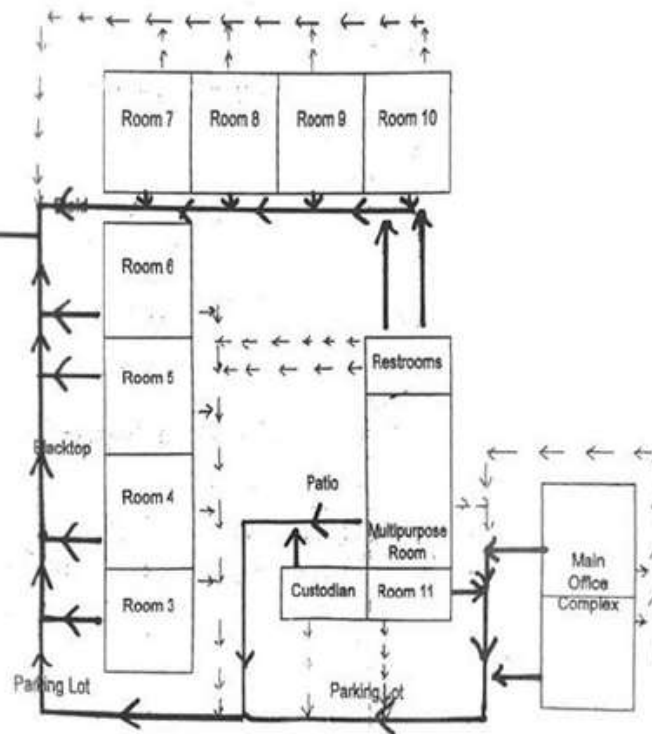 Room 7
Room 8
Room 9
Room 10
Room 6
Room 5
Restrooms
Blacktop
Room 4
Patio
Multipurpose
Room
Main
Office
Complex
Room 3
Custodian
Room 11
Parking Lot
Parking Lot